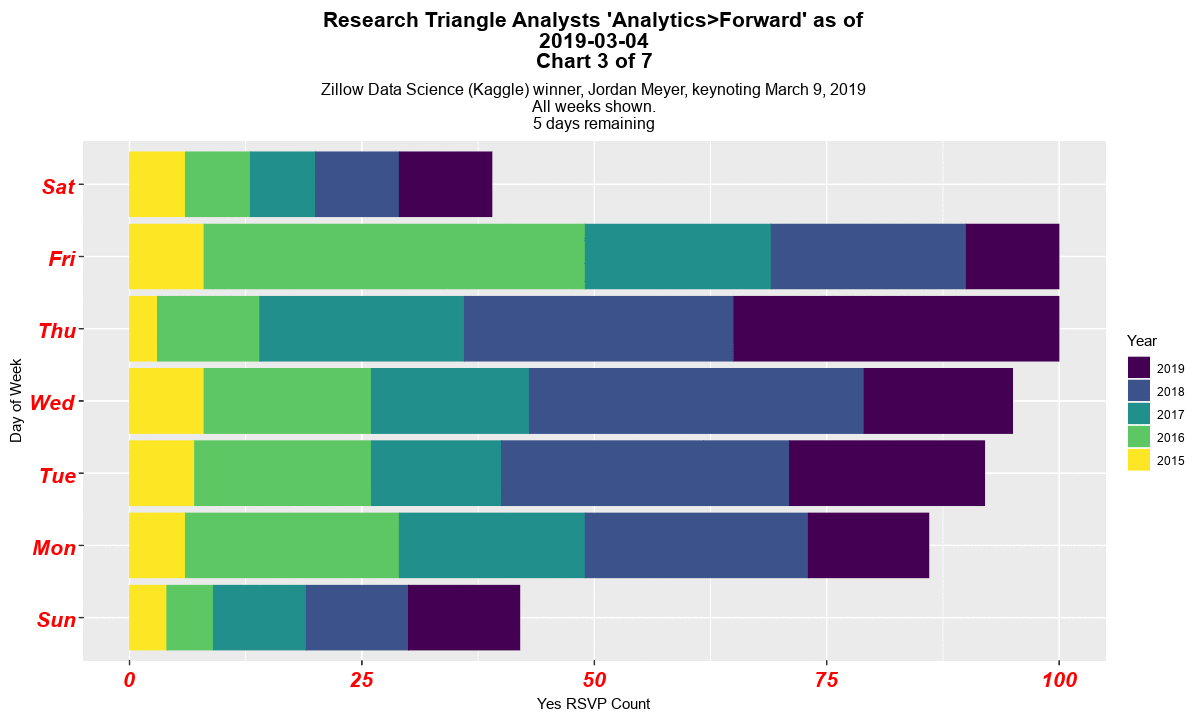 Research Triangle Analysts 'Analytics>Forward' as of
2019-03-04
Chart 3 of 7
Zillow Data Science (Kaggle) winner, Jordan Meyer, keynoting March 9, 2019
All weeks shown.
5 days remaining
Sat
Fri
Thu
Wed
Tue
Mon
Sun
Day of Week
0 25 50 75 100
Yes RSVP Count
Year
2019
2018
2017
2016
2015